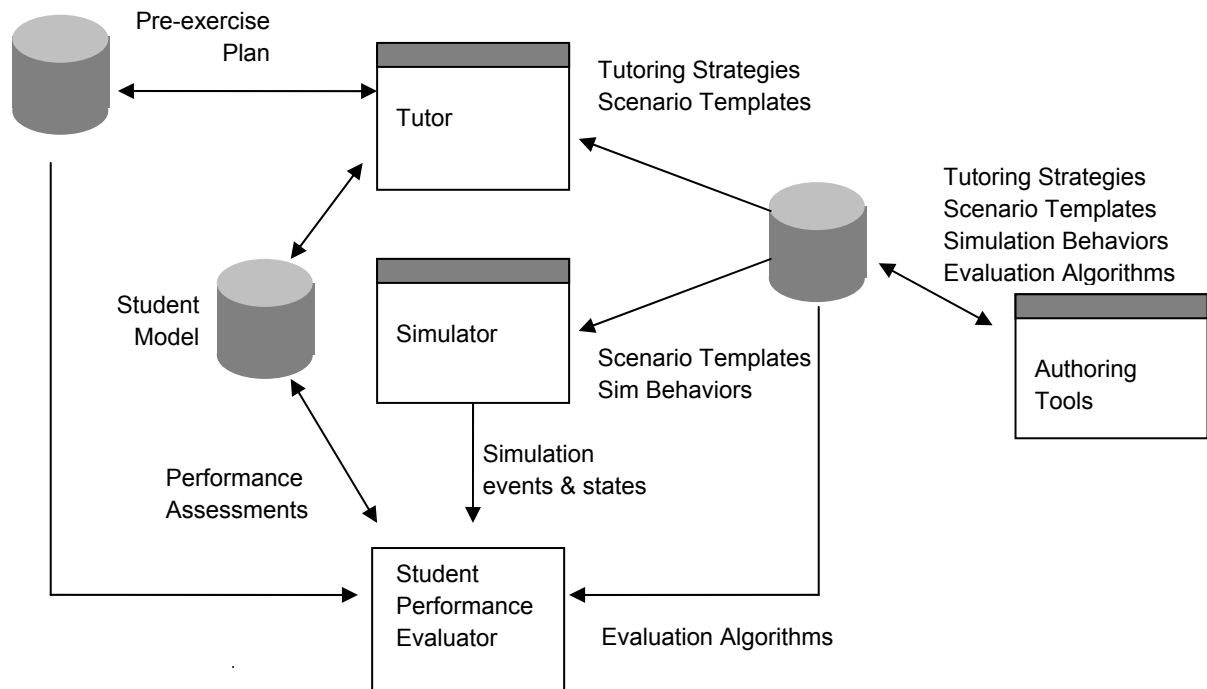 Pre-exercise
Plan
Tutor
Tutoring Strategies
Scenario Templates
Tutoring Strategies
Scenario Templates
Simulation Behaviors
Evaluation Algorithms
Student
Model
Simulator
Scenario Templates
Sim Behaviors
Authoring
Tools
Performance
Assessments
Simulation
events & states
Student
Performance
Evaluator
Evaluation Algorithms